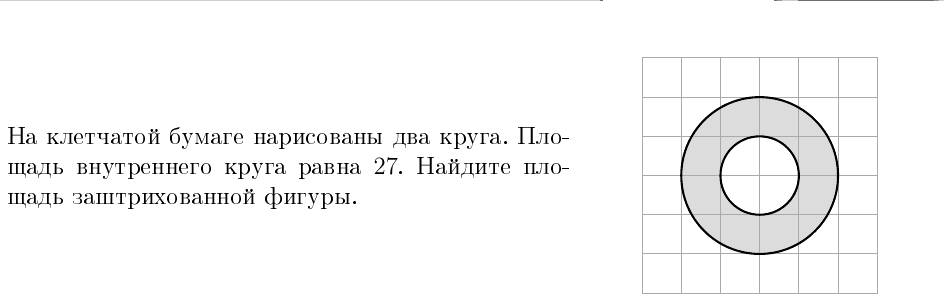 На клетчатой бумаге нарисованы два круга. Пло-
щадь внутреннего круга равна 27. Найдите пло-
щадь заштрихованной фигуры.